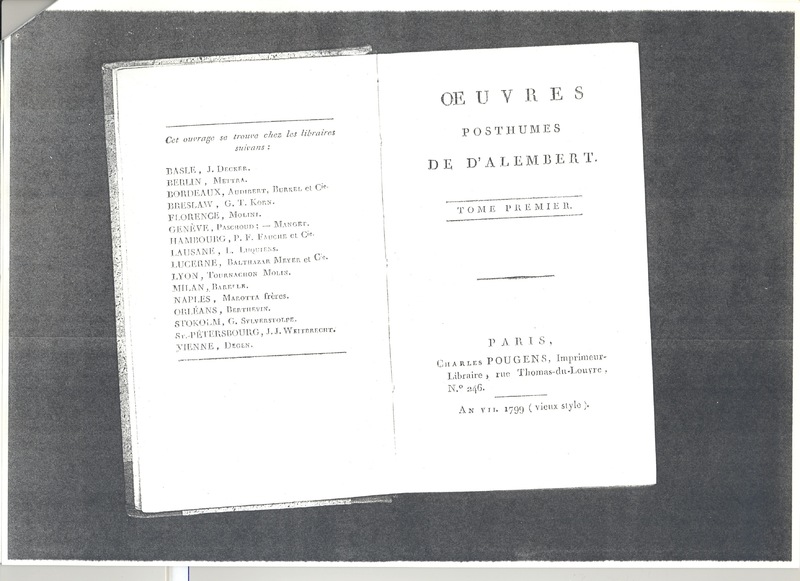 Cet ouvrage se trouve chez les libraires
suivans :
BASLE, J. Decker.
BERLIN, Mettra.
BORDEAUX, Audibert, Burkel et Cie.
BRESLAW, G. T. Korn.
FLORENCE, Molini.
GENÈVE, Paschoud; — Manget.
HAMBOURG, P. F. Fauche et Cie.
LAUSANE, L. Luquiens.
LUCERNE, Balthazar Meyer et Cie.
LYON, Tournachon Molin.
MILAN, Barelle.
NAPLES, Marotta frères.
ORLÉANS, Berthevin.
STOKOLM, G. Sylverstolpe.
St.-PÉTERSBOURG, J. J. Weitbrecht.
VIENNE, Degen.
ŒUVRES
POSTHUMES
DE D'ALEMBERT.
TOME PREMIER.
PARIS,
Charles POUGENS, Imprimeur-
Libraire, rue Thomas-du-Louvre,
N.º 246.
An VII. 1799 (vieux style).